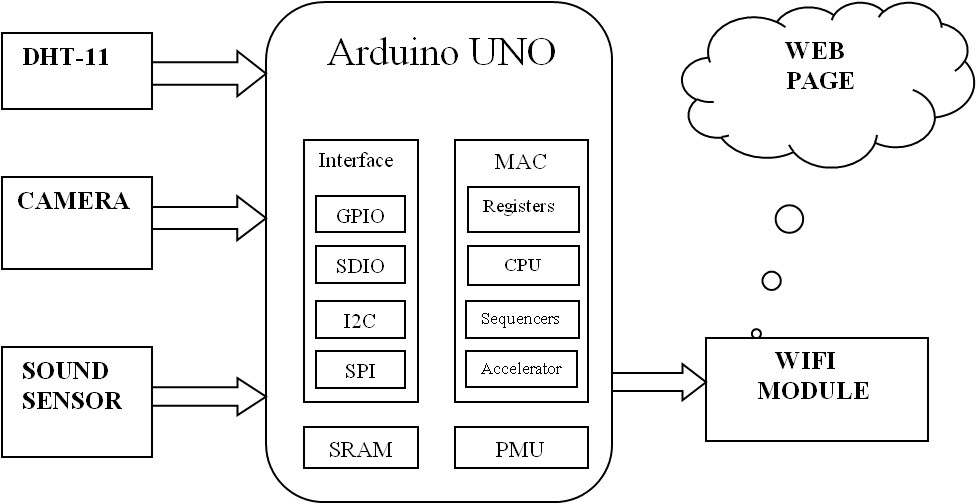 DHT-11
CAMERA
SOUND
SENSOR
Arduino UNO
Interface
GPIO
SDIO
I2C
SPI
MAC
Registers
CPU
Sequencers
Accelerator
SRAM
PMU
WEB
PAGE
WIFI
MODULE